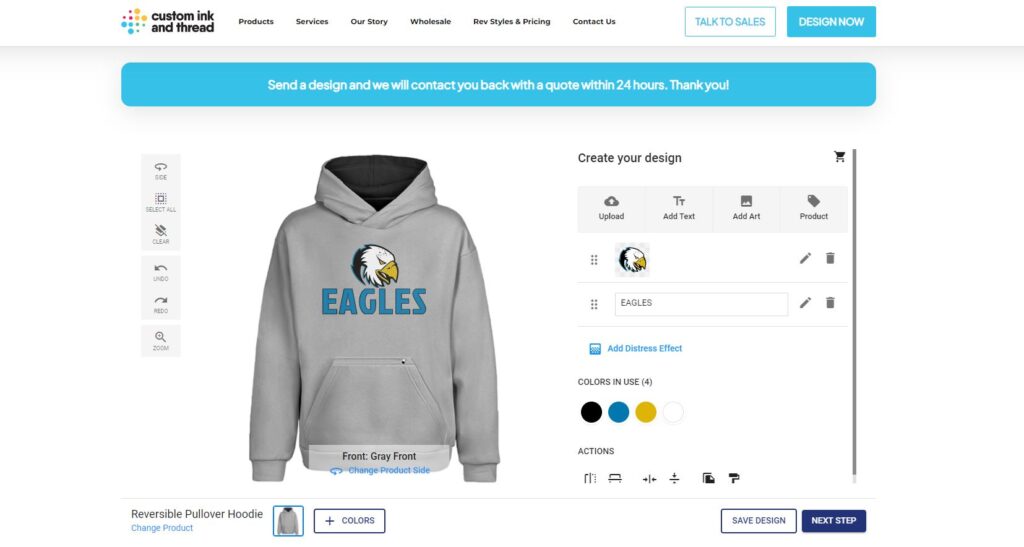 custom ink
and thread
Products
Services
Our Story
Wholesale
Rev Styles & Pricing
Contact Us
TALK TO SALES
DESIGN NOW
Send a design and we will contact you back with a quote within 24 hours. Thank you!
SIDE
SELECT ALL
CLEAR
UNDO
REDO
ZOOM
EAGLES
Front: Gray Front
Change Product Side
Create your design
Upload
Add Text
Add Art
Product
EAGLES
Add Distress Effect
COLORS IN USE (4)
ACTIONS
Reversible Pullover Hoodie
Change Product
+ COLORS
SAVE DESIGN
NEXT STEP